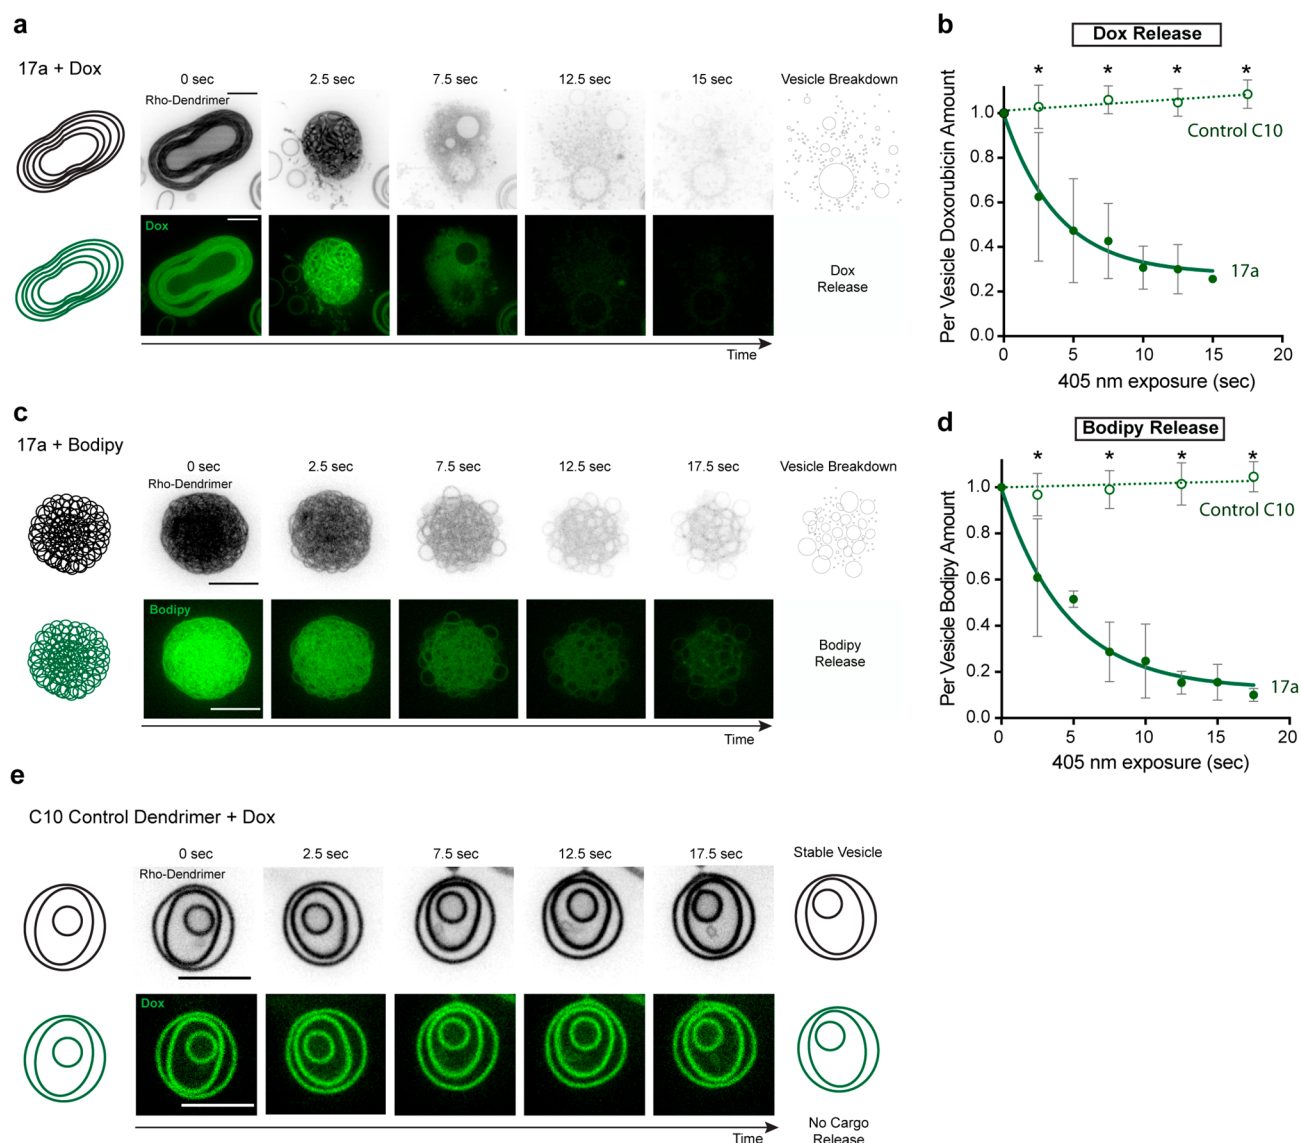 a
17a + Dox
0 sec
2.5 sec
7.5 sec
12.5 sec
15 sec
Vesicle Breakdown
Rho-Dendrimer
Dox
Dox
Release
Time
b
Dox Release
Per Vesicle Doxorubicin Amount
1.0
0.8
0.6
0.4
0.2
0.0
* * * *
Control C10
17a
0 5 10 15 20
405 nm exposure (sec)
c
17a + Bodipy
0 sec
2.5 sec
7.5 sec
12.5 sec
17.5 sec
Vesicle Breakdown
Rho-Dendrimer
Bodipy
Bodipy
Release
Time
d
Bodipy Release
Per Vesicle Bodipy Amount
1.0
0.8
0.6
0.4
0.2
0.0
* * * *
Control C10
17a
0 5 10 15 20
405 nm exposure (sec)
e
C10 Control Dendrimer + Dox
0 sec
2.5 sec
7.5 sec
12.5 sec
17.5 sec
Stable Vesicle
Rho-Dendrimer
Dox
No Cargo
Release
Time